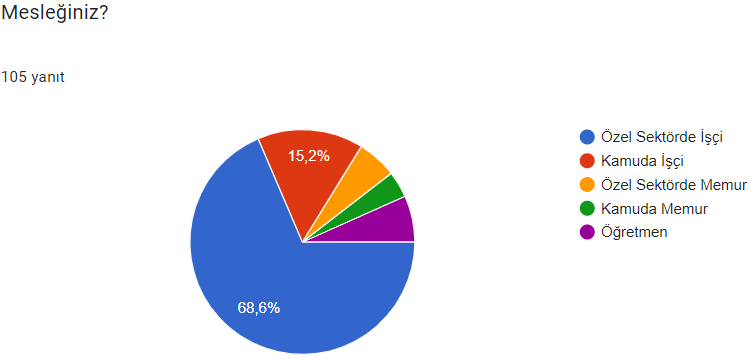 Mesleğiniz?
105 yanıt
15,2%
68,6%
Özel Sektörde İşçi
Kamuda İşçi
Özel Sektörde Memur
Kamuda Memur
Öğretmen